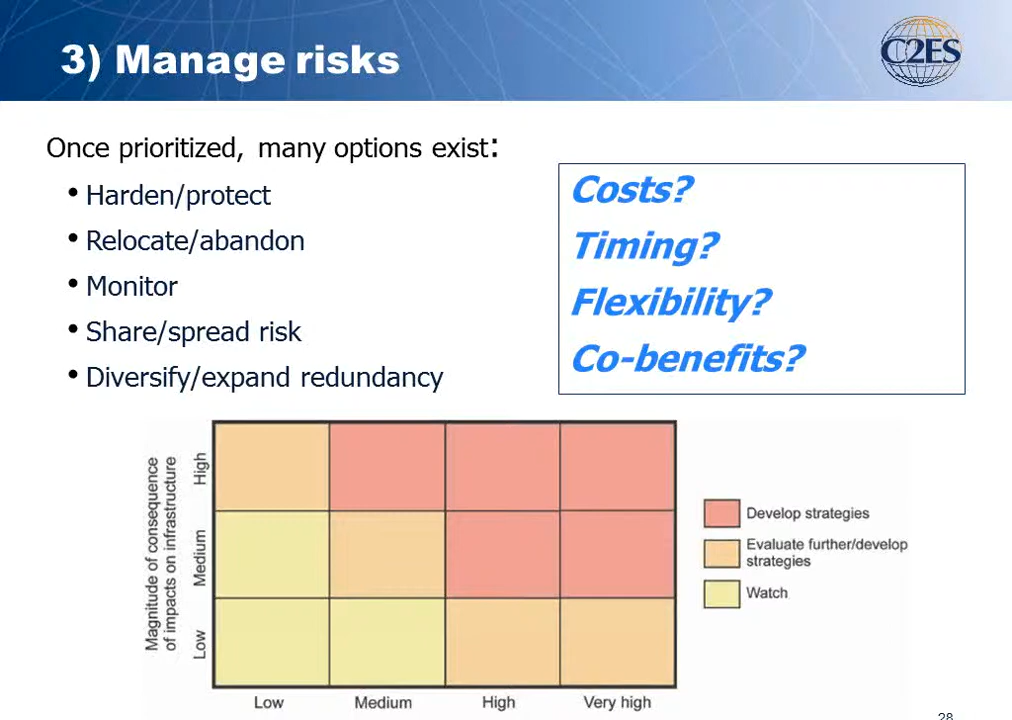 3) Manage risks
C2ES
Once prioritized, many options exist:
• Harden/protect
• Relocate/abandon
• Monitor
• Share/spread risk
• Diversify/expand redundancy
Costs?
Timing?
Flexibility?
Co-benefits?
Magnitude of consequence
of impacts on infrastructure
High
Medium
Low
Low
Medium
High
Very high
Develop strategies
Evaluate further/develop
strategies
Watch
28